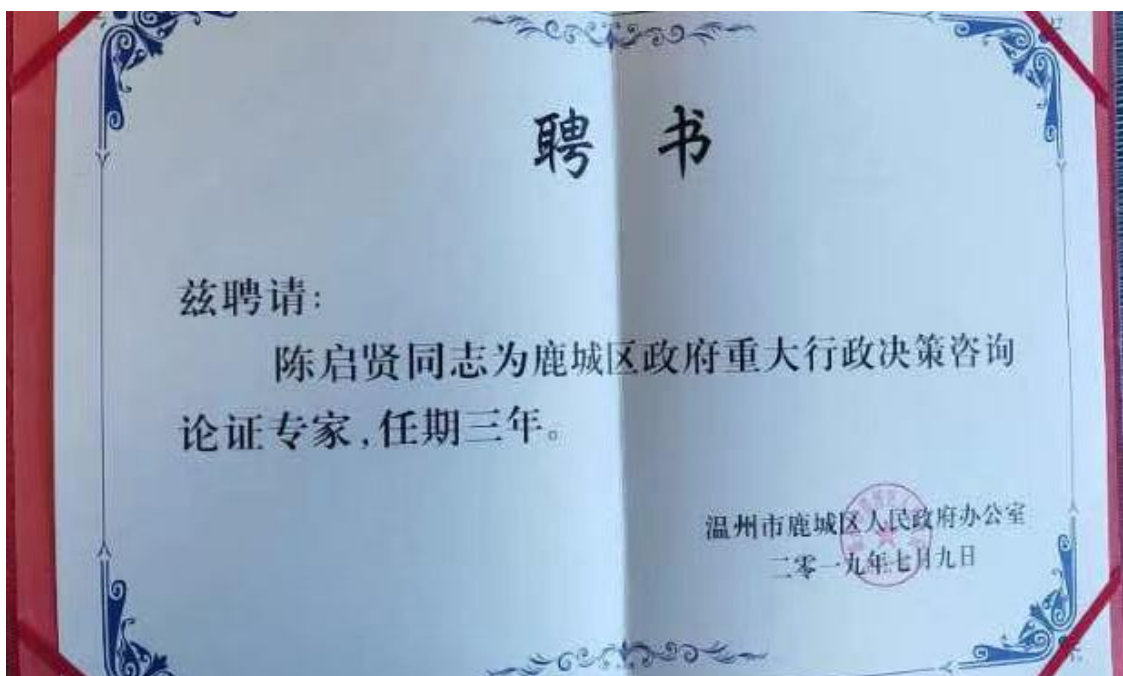 聘 书
兹聘请：
陈启贤同志为鹿城区政府重大行政决策咨询
论证专家，任期三年。
温州市鹿城区人民政府办公室
二零一九年七月九日